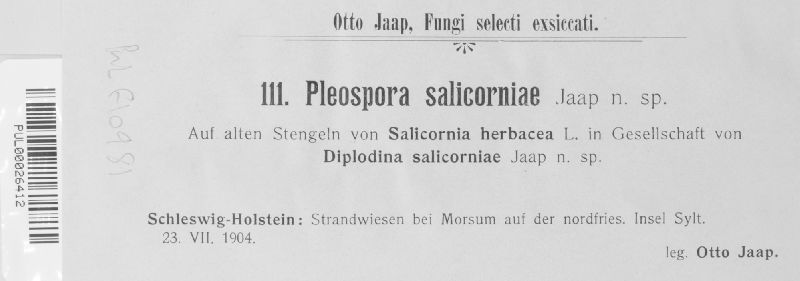 Otto Jaap, Fungi selecti exsiccati.
111. Pleospora salicorniae Jaap n. sp.
Auf alten Stengeln von Salicornia herbacea L. in Gesellschaft von
Diplodina salicorniae Jaap n. sp.
Schleswig-Holstein: Strandwiesen bei Morsum auf der nordfries. Insel Sylt.
23. VII. 1904.
leg. Otto Jaap.
PUL00026412